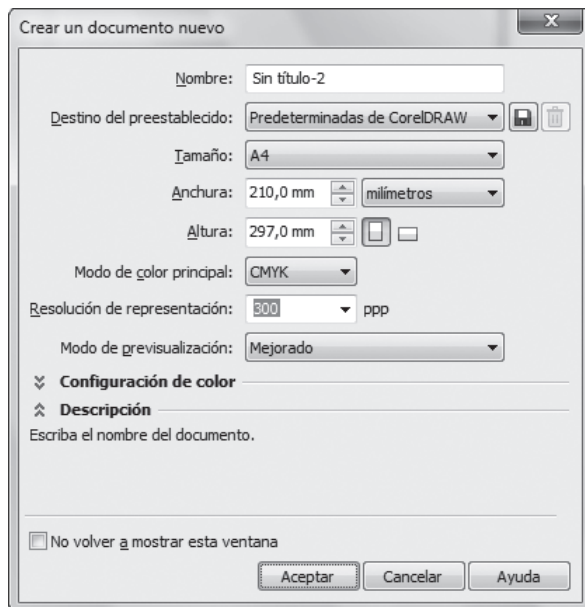 Crear un documento nuevo
Nombre: Sin título-2
Destino del preestablecido: Predeterminadas de CorelDRAW
Tamaño: A4
Anchura: 210,0 mm milímetros
Altura: 297,0 mm
Modo de color principal: CMYK
Resolución de representación: 300 ppp
Modo de previsualización: Mejorado
Configuración de color
Descripción
Escriba el nombre del documento.
No volver a mostrar esta ventana
Aceptar Cancelar Ayuda